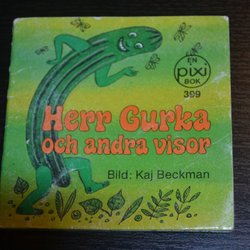 EN
pixi
BOK
399
Herr Gurka
och andra visor
Bild: Kaj Beckman